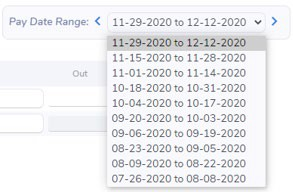 Pay Date Range: 11-29-2020 to 12-12-2020
11-29-2020 to 12-12-2020
11-15-2020 to 11-28-2020
Out
11-01-2020 to 11-14-2020
10-18-2020 to 10-31-2020
10-04-2020 to 10-17-2020
09-20-2020 to 10-03-2020
09-06-2020 to 09-19-2020
08-23-2020 to 09-05-2020
08-09-2020 to 08-22-2020
07-26-2020 to 08-08-2020